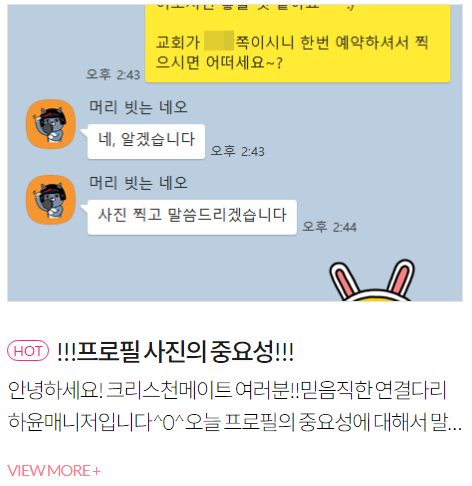 교회가 쪽이시니 한번 예약하셔서 찍
으시면 어떠세요~?
오후 2:43
머리 빗는 네오
네, 알겠습니다
오후 2:43
머리 빗는 네오
사진 찍고 말씀드리겠습니다
오후 2:44
HOT !!!프로필 사진의 중요성!!!
안녕하세요! 크리스천메이트 여러분!!믿음직한 연결다리
하윤매니저입니다^0^ 오늘 프로필의 중요성에 대해서 말...
VIEW MORE +